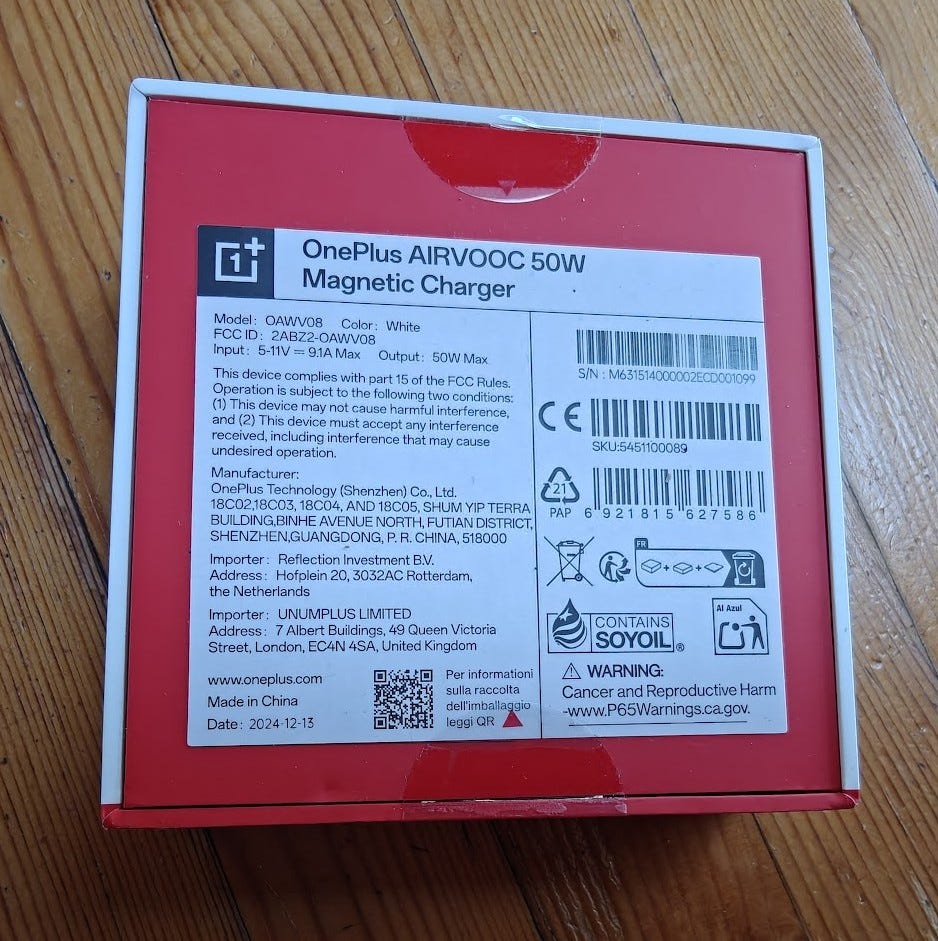 1+
OnePlus AIRVOOC 50W
Magnetic Charger
Model: OAWV08 Color: White
FCC ID: 2ABZ2-OAWV08
Input: 5-11V ⎓ 9.1A Max Output: 50W Max
This device complies with part 15 of the FCC Rules.
Operation is subject to the following two conditions:
(1) This device may not cause harmful interference,
and (2) This device must accept any interference
received, including interference that may cause
undesired operation.
Manufacturer:
OnePlus Technology (Shenzhen) Co., Ltd.
18C02,18C03, 18C04, AND 18C05, SHUM YIP TERRA
BUILDING,BINHE AVENUE NORTH, FUTIAN DISTRICT,
SHENZHEN,GUANGDONG, P. R. CHINA, 518000
Importer: Reflection Investment B.V.
Address: Hofplein 20, 3032AC Rotterdam,
the Netherlands
Importer: UNUMPLUS LIMITED
Address: 7 Albert Buildings, 49 Queen Victoria
Street, London, EC4N 4SA, United Kingdom
www.oneplus.com
Made in China
Date: 2024-12-13
Per informazioni
sulla raccolta
dell'imballaggio
leggi QR
S/N: M631514000002ECD001099
CE
SKU:5451100089
21
PAP
6 921815 627586
FR
CONTAINS
SOYOIL®
Al Azul
⚠ WARNING:
Cancer and Reproductive Harm
-www.P65Warnings.ca.gov.